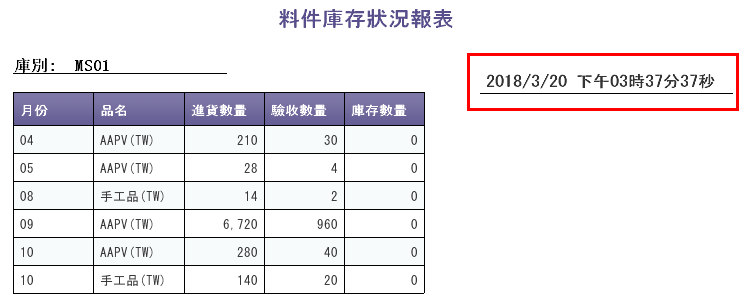 料件庫存狀況報表
庫別: MS01
2018/3/20 下午03時37分37秒
月份 品名 進貨數量 驗收數量 庫存數量
04 AAPV(TW) 210 30 0
05 AAPV(TW) 28 4 0
08 手工品(TW) 14 2 0
09 AAPV(TW) 6,720 960 0
10 AAPV(TW) 280 40 0
10 手工品(TW) 140 20 0